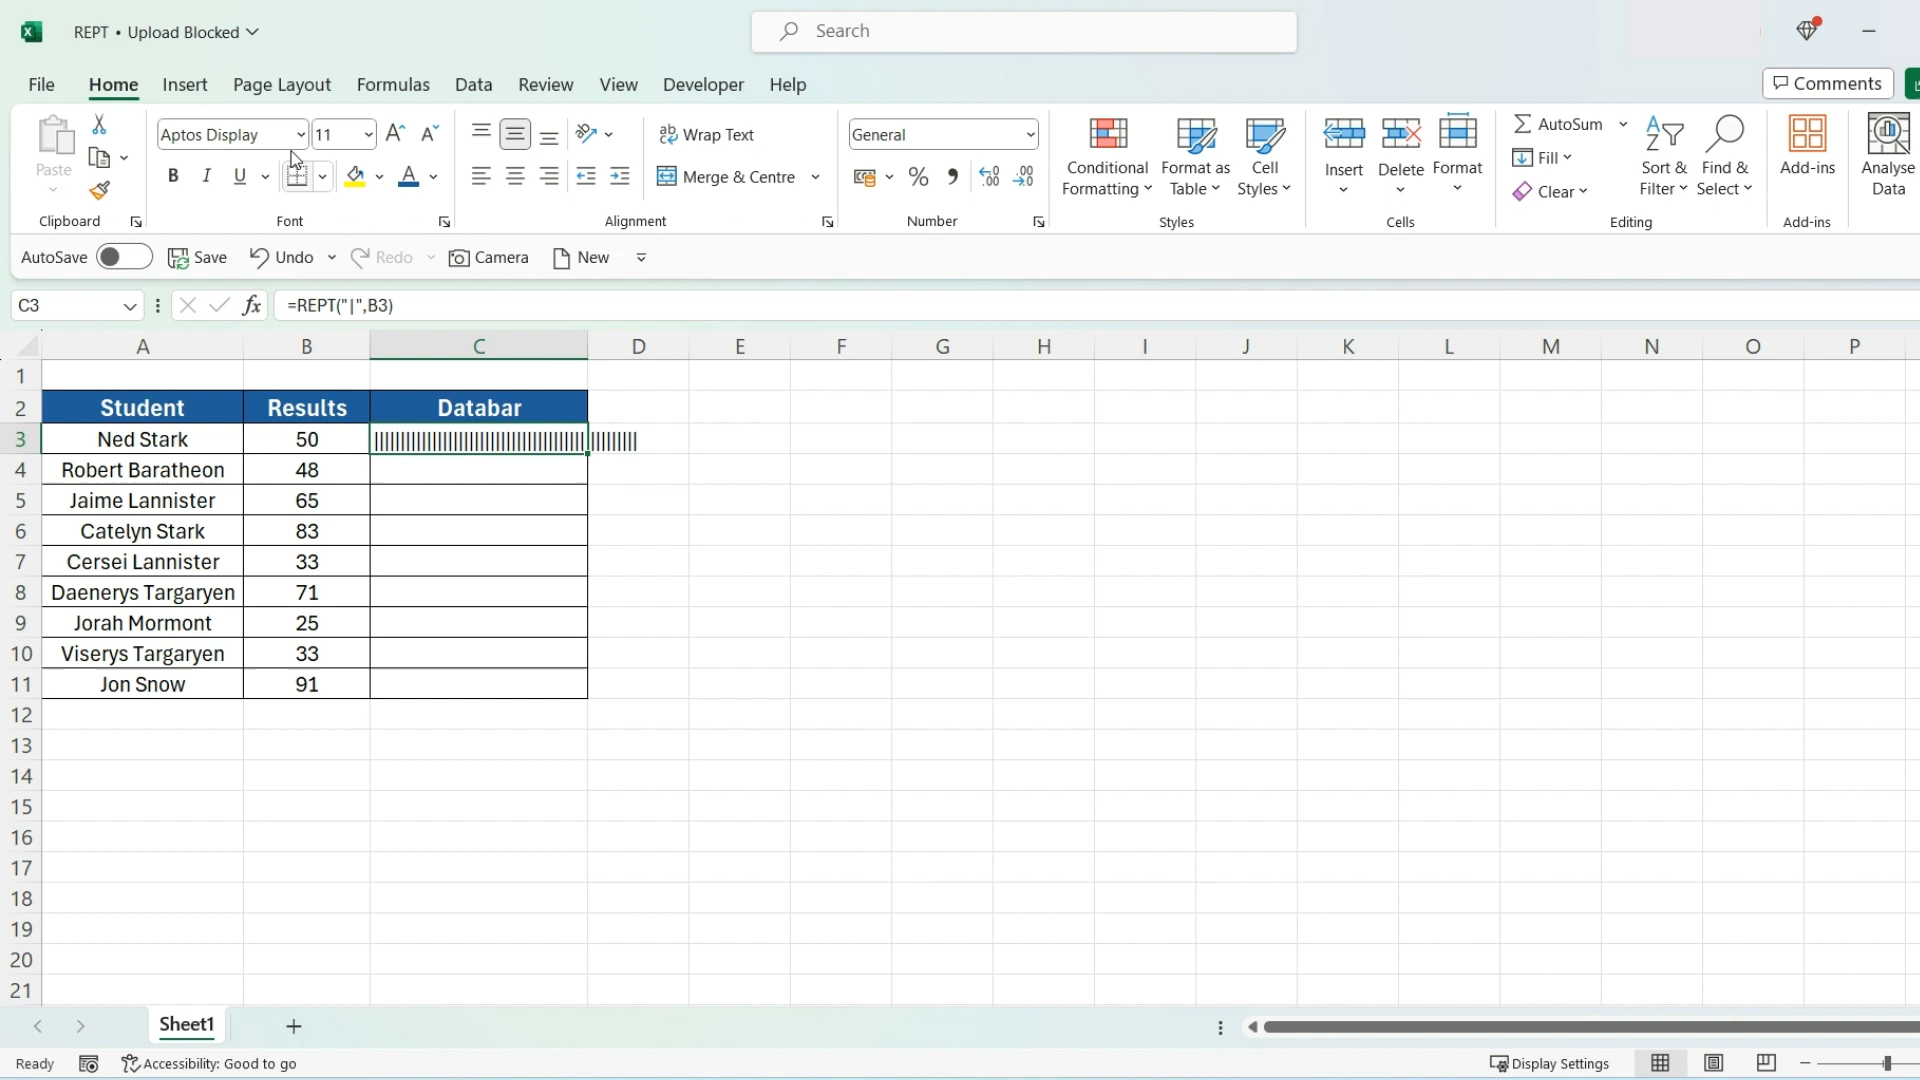 REPT • Upload Blocked
Search
File Home Insert Page Layout Formulas Data Review View Developer Help
Comments
Aptos Display 11
Wrap Text
General
Paste
B I U
Merge & Centre
Conditional Formatting
Format as Table
Cell Styles
Insert
Delete
Format
AutoSum
Fill
Clear
Sort & Filter
Find & Select
Add-ins
Analyse Data
Clipboard Font Alignment Number Styles Cells Editing Add-ins
AutoSave Save Undo Redo Camera New
C3 fx =REPT("|",B3)
A B C D E F G H I J K L M N O P
1
2 Student Results Databar
3 Ned Stark 50 ||||||||||||||||||||||||||||||||||||||||||||||||||
4 Robert Baratheon 48
5 Jaime Lannister 65
6 Catelyn Stark 83
7 Cersei Lannister 33
8 Daenerys Targaryen 71
9 Jorah Mormont 25
10 Viserys Targaryen 33
11 Jon Snow 91
12
13
14
15
16
17
18
19
20
21
Sheet1
Ready Accessibility: Good to go Display Settings